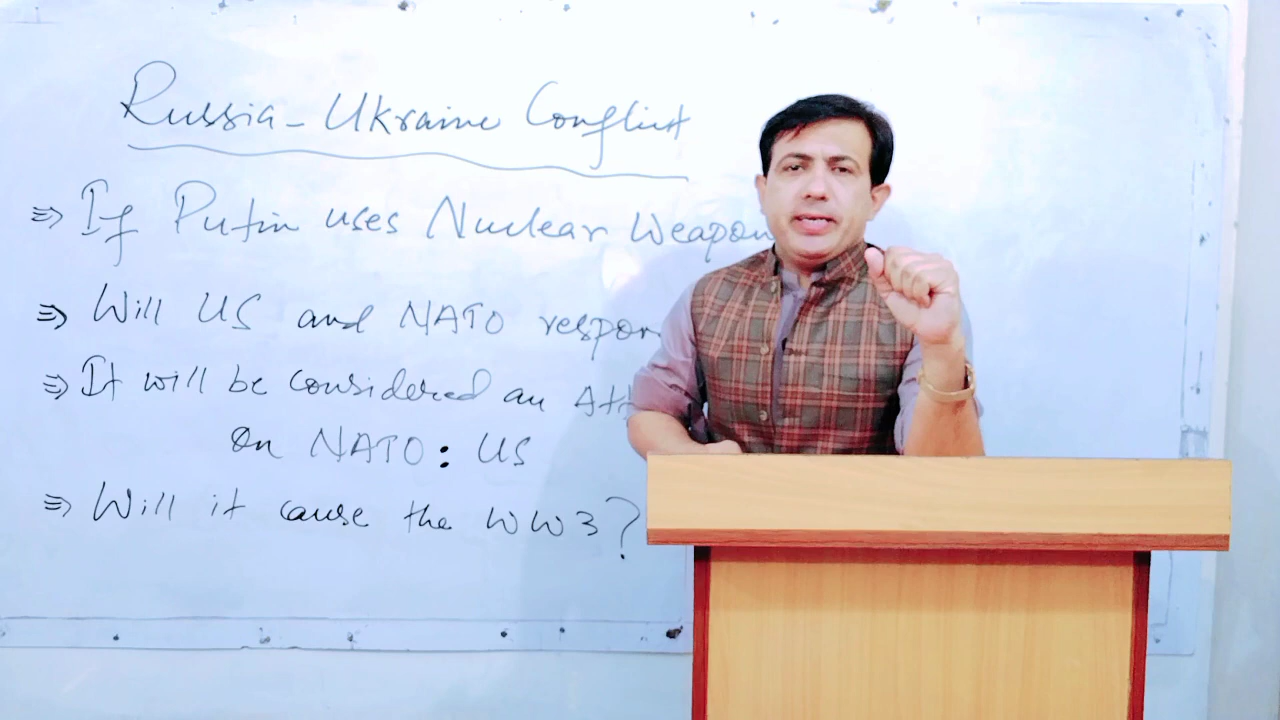 Russia - Ukraine Conflict
⇒ If Putin uses Nuclear Weapon
⇒ Will US and NATO respon
⇒ It will be considered an Att
on NATO: US
⇒ Will it cause the WW3?